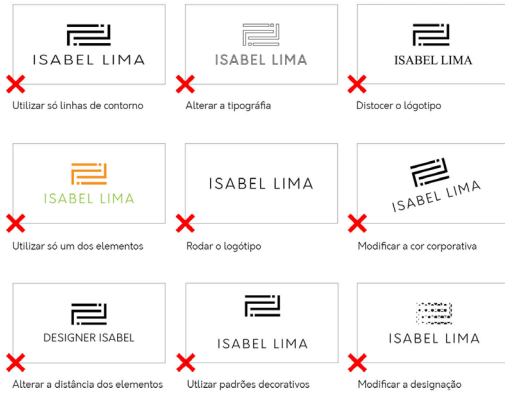 ISABEL LIMA
Utilizar só linhas de contorno
ISABEL LIMA
Alterar a tipográfia
ISABEL LIMA
Distocer o lógotipo
ISABEL LIMA
Utilizar só um dos elementos
ISABEL LIMA
Rodar o logótipo
ISABEL LIMA
Modificar a cor corporativa
DESIGNER ISABEL
Alterar a distância dos elementos
ISABEL LIMA
Utlizar padrões decorativos
ISABEL LIMA
Modificar a designação